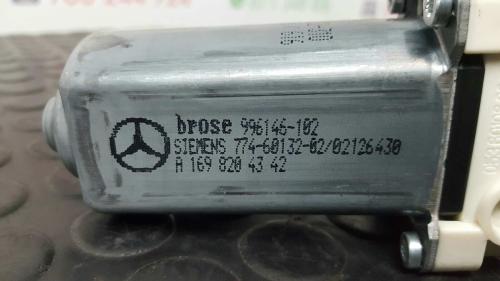 brose 996146-102
SIEMENS 774-60132-02/02126430
A 169 820 43 42